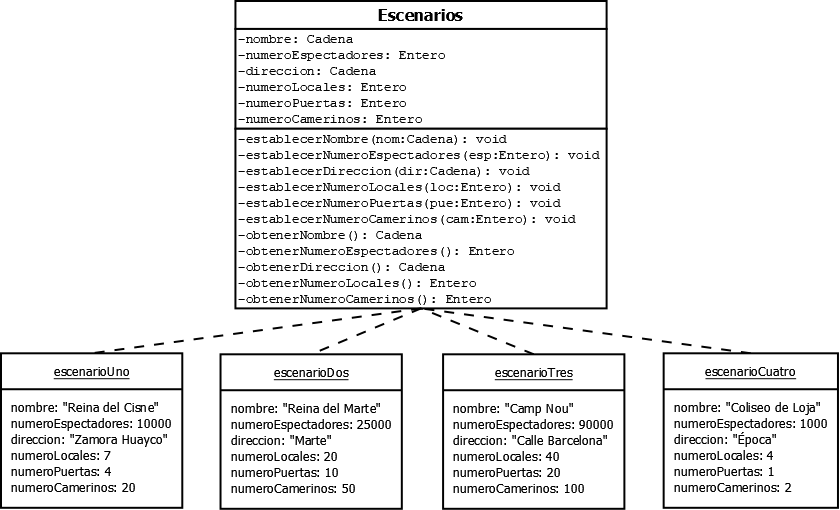 Escenarios
-nombre: Cadena
-numeroEspectadores: Entero
-direccion: Cadena
-numeroLocales: Entero
-numeroPuertas: Entero
-numeroCamerinos: Entero
-establecerNombre(nom:Cadena): void
-establecerNumeroEspectadores(esp:Entero): void
-establecerDireccion(dir:Cadena): void
-establecerNumeroLocales(loc:Entero): void
-establecerNumeroPuertas(pue:Entero): void
-establecerNumeroCamerinos(cam:Entero): void
-obtenerNombre(): Cadena
-obtenerNumeroEspectadores(): Entero
-obtenerDireccion(): Cadena
-obtenerNumeroLocales(): Entero
-obtenerNumeroCamerinos(): Entero
escenarioUno
nombre: "Reina del Cisne"
numeroEspectadores: 10000
direccion: "Zamora Huayco"
numeroLocales: 7
numeroPuertas: 4
numeroCamerinos: 20
escenarioDos
nombre: "Reina del Marte"
numeroEspectadores: 25000
direccion: "Marte"
numeroLocales: 20
numeroPuertas: 10
numeroCamerinos: 50
escenarioTres
nombre: "Camp Nou"
numeroEspectadores: 90000
direccion: "Calle Barcelona"
numeroLocales: 40
numeroPuertas: 20
numeroCamerinos: 100
escenarioCuatro
nombre: "Coliseo de Loja"
numeroEspectadores: 1000
direccion: "Época"
numeroLocales: 4
numeroPuertas: 1
numeroCamerinos: 2